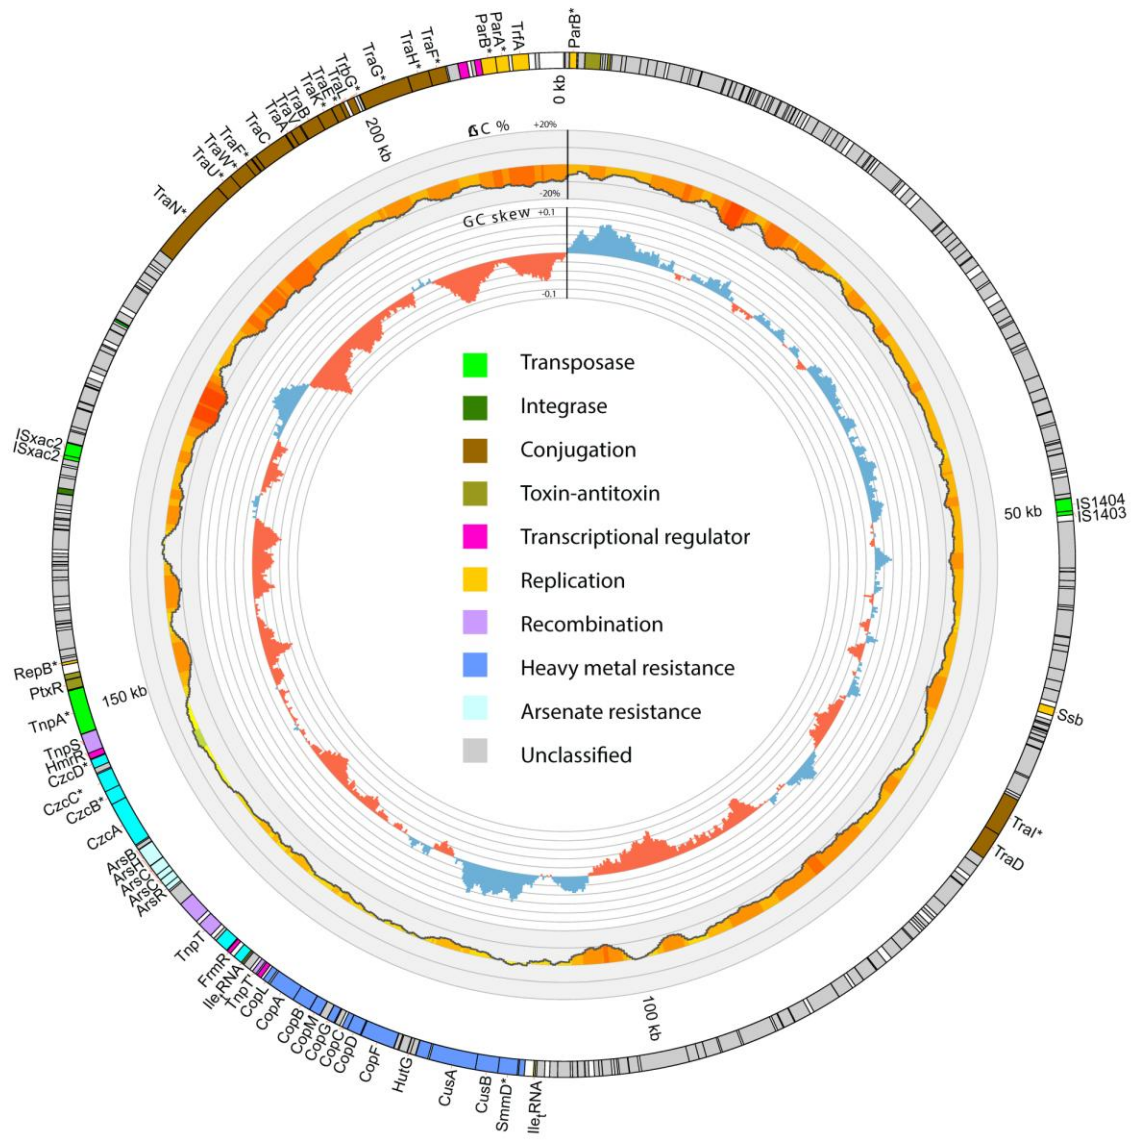 ParB*
0 kb
IS1404
IS1403
50 kb
Ssb
TraI*
TraD
100 kb
IletRNA
SmmD*
CusB
CusA
HutG
CopF
CopD
CopC
CopG
CopM
CopB
CopA
CopL
TnpT'
IletRNA
FrmR
TnpT
ArsR
ArsC
ArsH
ArsB
CzcA
CzcB*
CzcC*
CzcD*
HmrR
TnpS
TnpA*
150 kb
PtxR
RepB*
ISxac2
ISxac2
TraN*
TraU*
TraW*
TraF*
TraC
TraA
TraV
TraB
TraK*
TraE*
TraL
TrbG*
TraG*
200 kb
TraH*
TraF*
ParB*
ParA*
TrfA
GC %
+20%
-20%
GC skew
+0.1
-0.1
Transposase
Integrase
Conjugation
Toxin-antitoxin
Transcriptional regulator
Replication
Recombination
Heavy metal resistance
Arsenate resistance
Unclassified